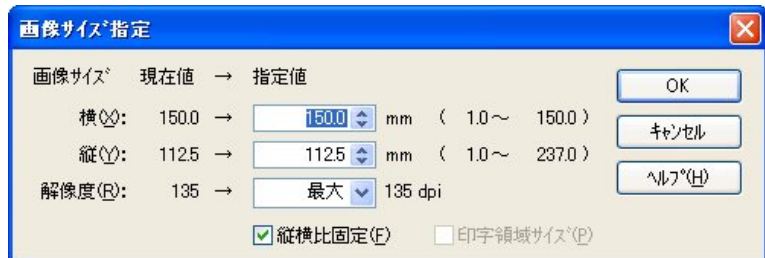 画像ｻｲｽﾞ指定
画像ｻｲｽﾞ 現在値 → 指定値
OK
横(X): 150.0 → 150.0 mm ( 1.0～ 150.0 )
ｷｬﾝｾﾙ
縦(Y): 112.5 → 112.5 mm ( 1.0～ 237.0 )
ﾍﾙﾌﾟ(H)
解像度(R): 135 → 最大 135 dpi
縦横比固定(F) 印字領域ｻｲｽﾞ(P)